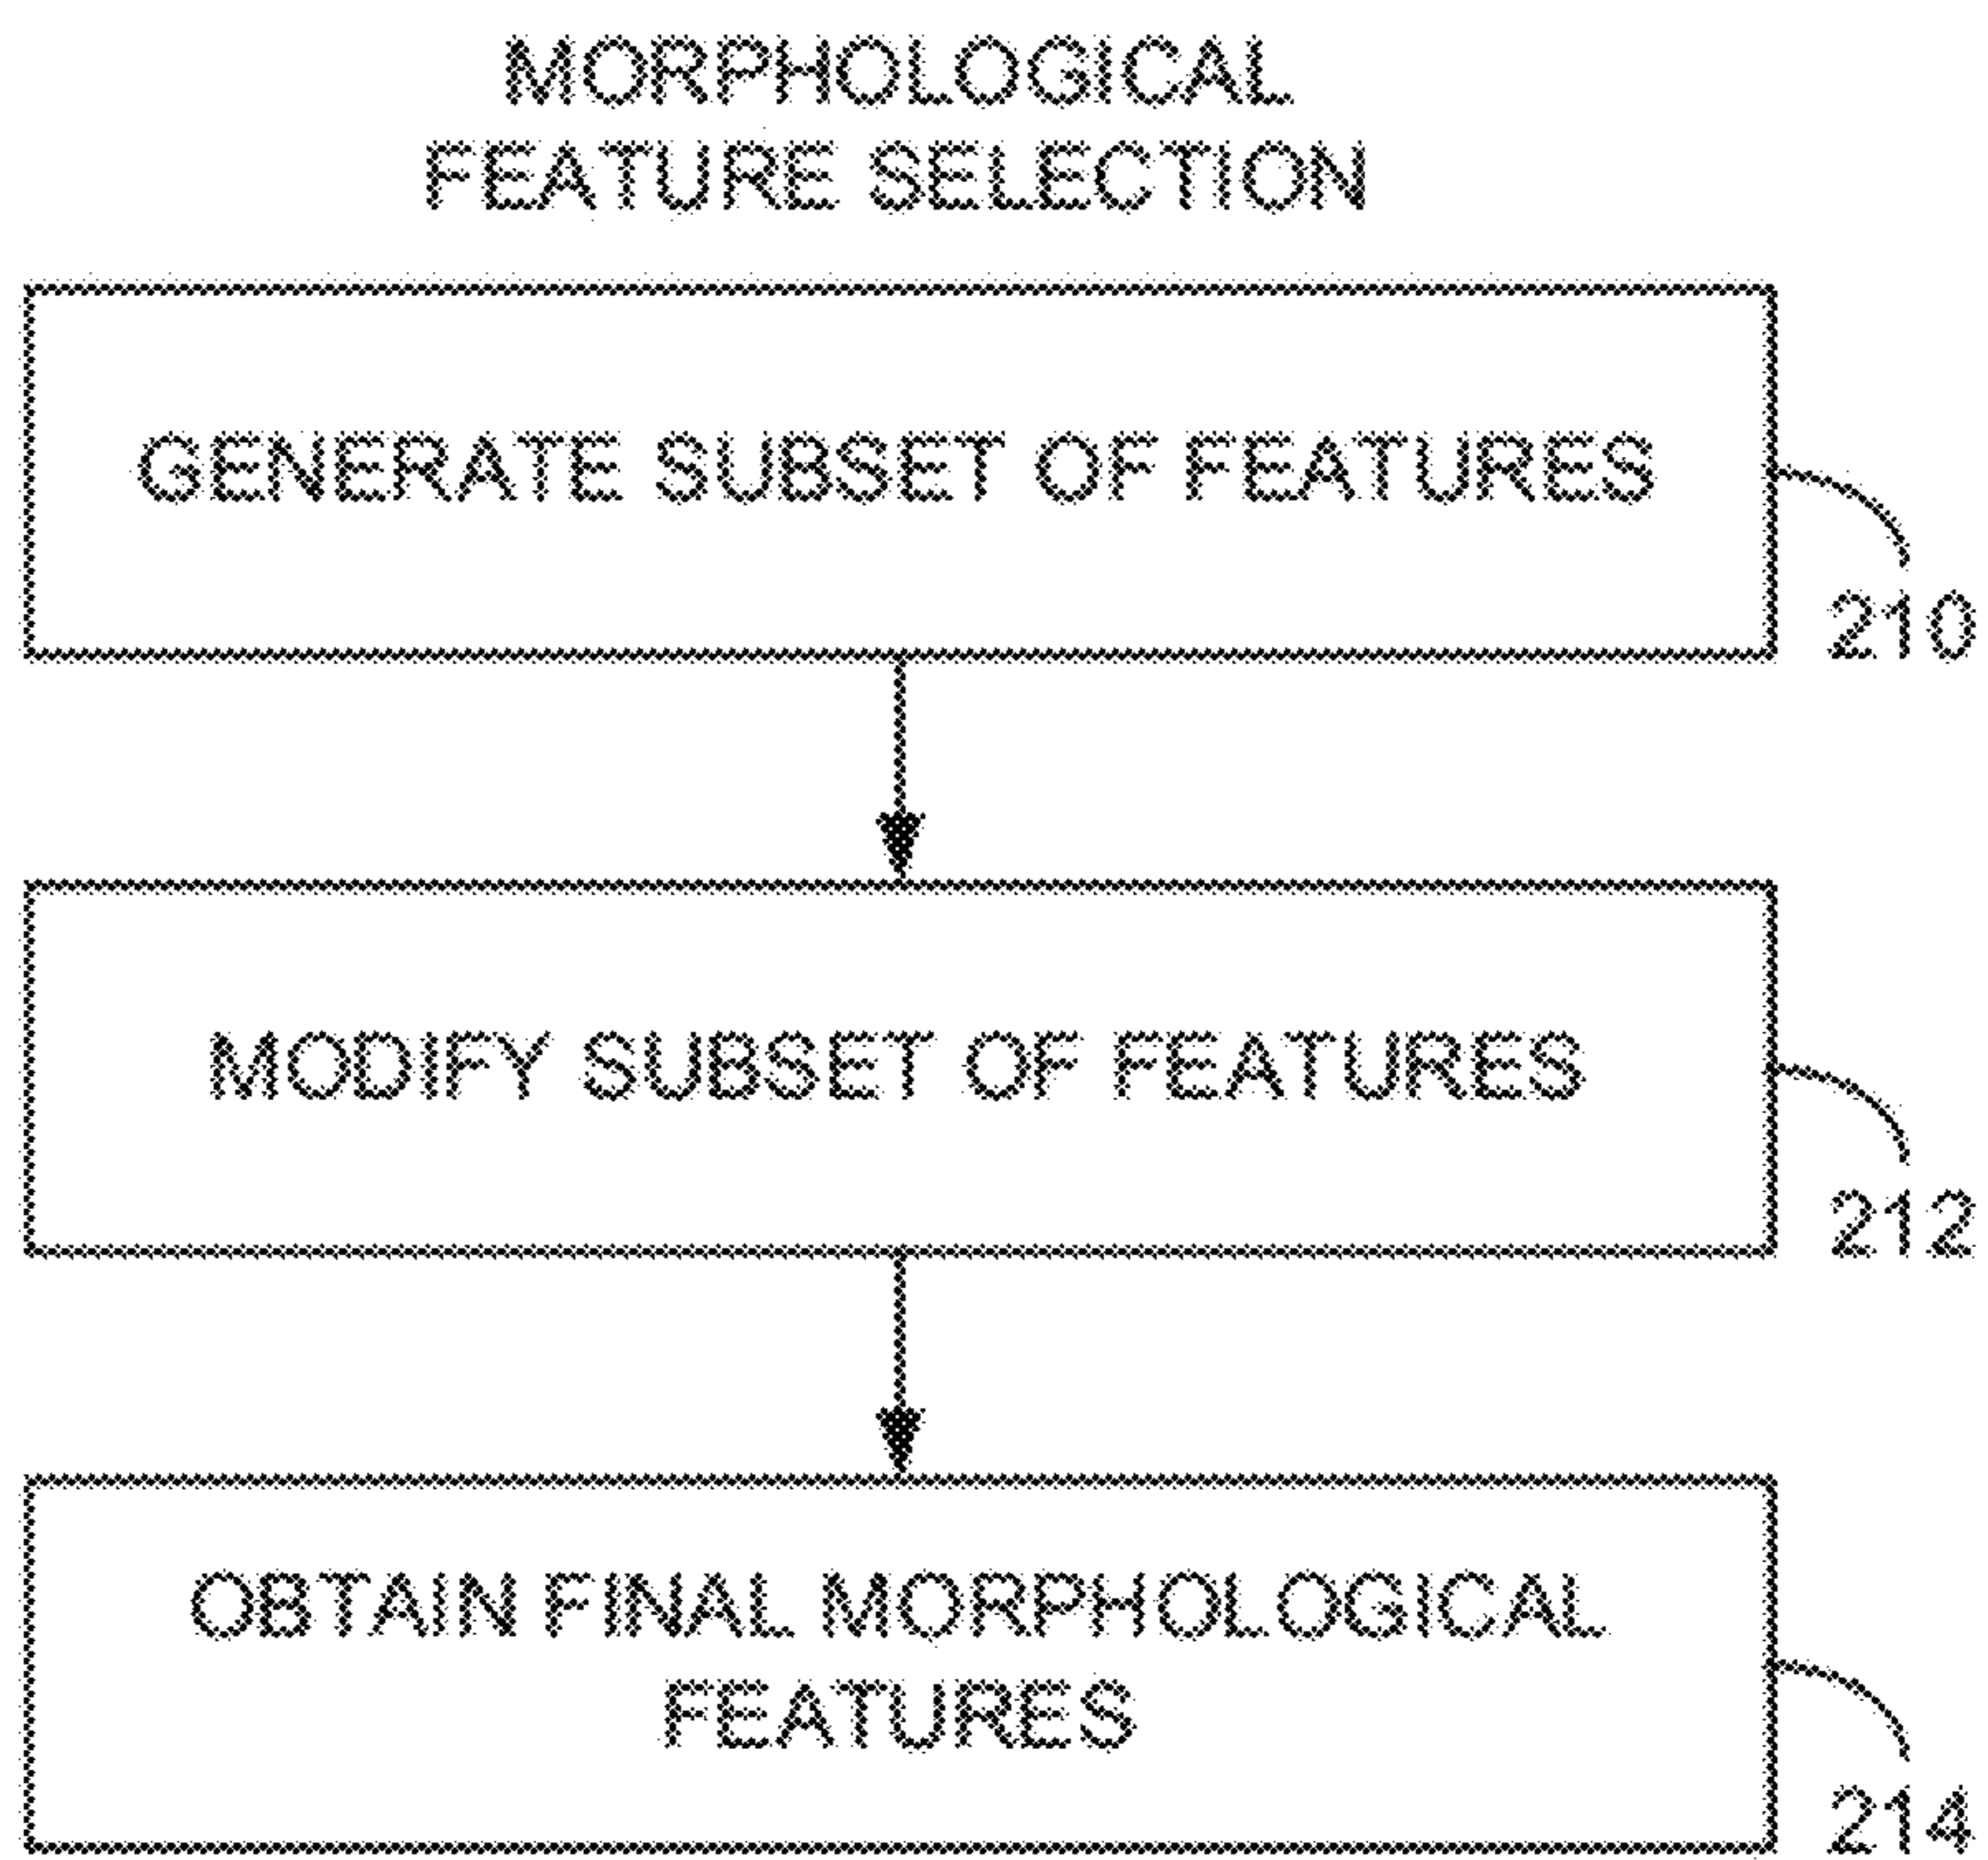 MORPHOLOGICAL
FEATURE SELECTION
GENERATE SUBSET OF FEATURES
210
MODIFY SUBSET OF FEATURES
212
OBTAIN FINAL MORPHOLOGICAL
FEATURES
214